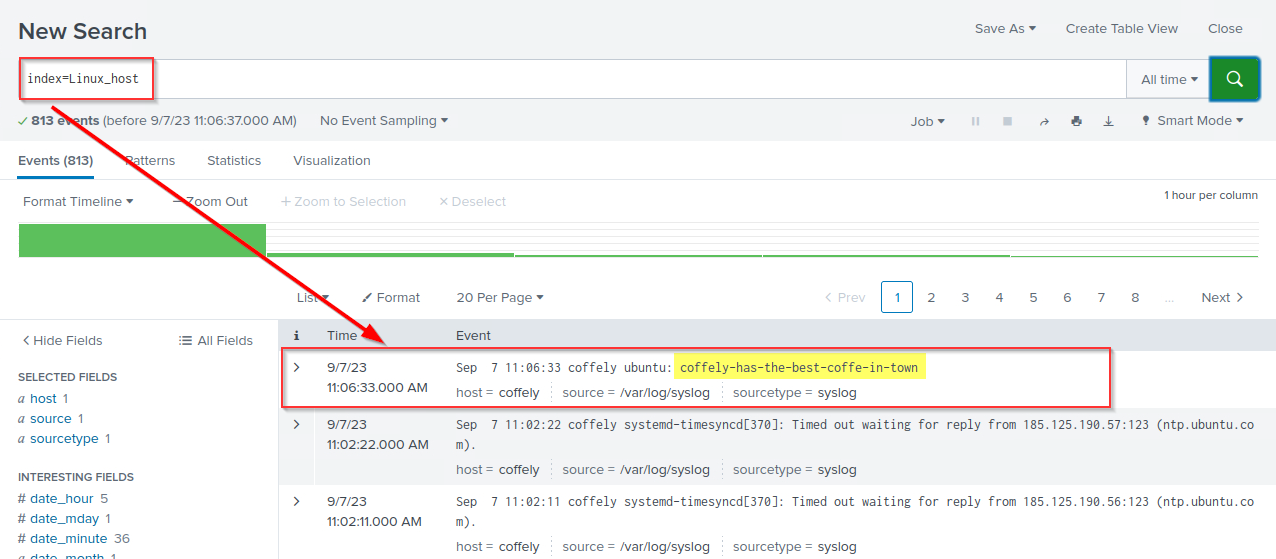 New Search
Save As ▾ Create Table View Close
index=Linux_host
All time ▾
✓ 813 events (before 9/7/23 11:06:37.000 AM) No Event Sampling ▾
Job ▾ Smart Mode ▾
Events (813) Patterns Statistics Visualization
Format Timeline ▾ — Zoom Out + Zoom to Selection × Deselect
1 hour per column
List ▾ Format 20 Per Page ▾
< Prev 1 2 3 4 5 6 7 8 ... Next >
< Hide Fields All Fields
i Time Event
SELECTED FIELDS
a host 1
a source 1
a sourcetype 1
INTERESTING FIELDS
# date_hour 5
# date_mday 1
# date_minute 36
a date_month 1
> 9/7/23
11:06:33.000 AM
Sep  7 11:06:33 coffely ubuntu: coffely-has-the-best-coffe-in-town
host = coffely source = /var/log/syslog sourcetype = syslog
> 9/7/23
11:02:22.000 AM
Sep  7 11:02:22 coffely systemd-timesyncd[370]: Timed out waiting for reply from 185.125.190.57:123 (ntp.ubuntu.co
m).
host = coffely source = /var/log/syslog sourcetype = syslog
> 9/7/23
11:02:11.000 AM
Sep  7 11:02:11 coffely systemd-timesyncd[370]: Timed out waiting for reply from 185.125.190.56:123 (ntp.ubuntu.co
m).
host = coffely source = /var/log/syslog sourcetype = syslog